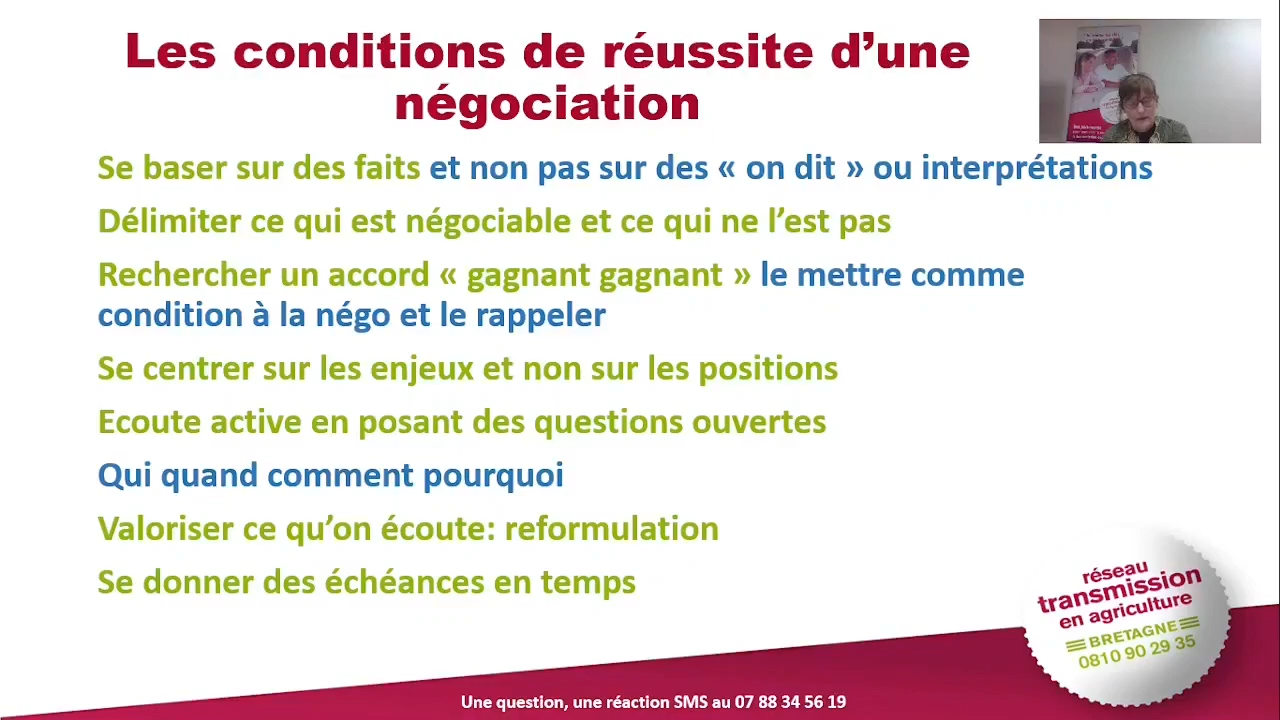 Les conditions de réussite d’une
négociation
Se baser sur des faits et non pas sur des « on dit » ou interprétations
Délimiter ce qui est négociable et ce qui ne l’est pas
Rechercher un accord « gagnant gagnant » le mettre comme
condition à la négo et le rappeler
Se centrer sur les enjeux et non sur les positions
Ecoute active en posant des questions ouvertes
Qui quand comment pourquoi
Valoriser ce qu’on écoute: reformulation
Se donner des échéances en temps
réseau
transmission
en agriculture
BRETAGNE
0810 90 29 35
Une question, une réaction SMS au 07 88 34 56 19